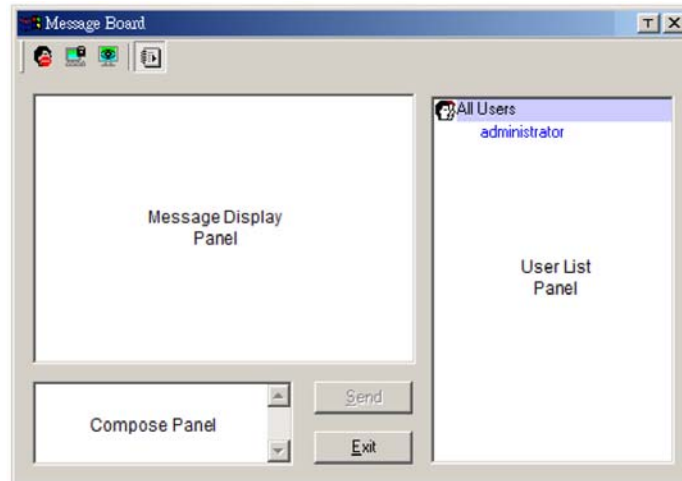 Message Board
T X
All Users
administrator
Message Display
Panel
User List
Panel
Compose Panel
Send
Exit